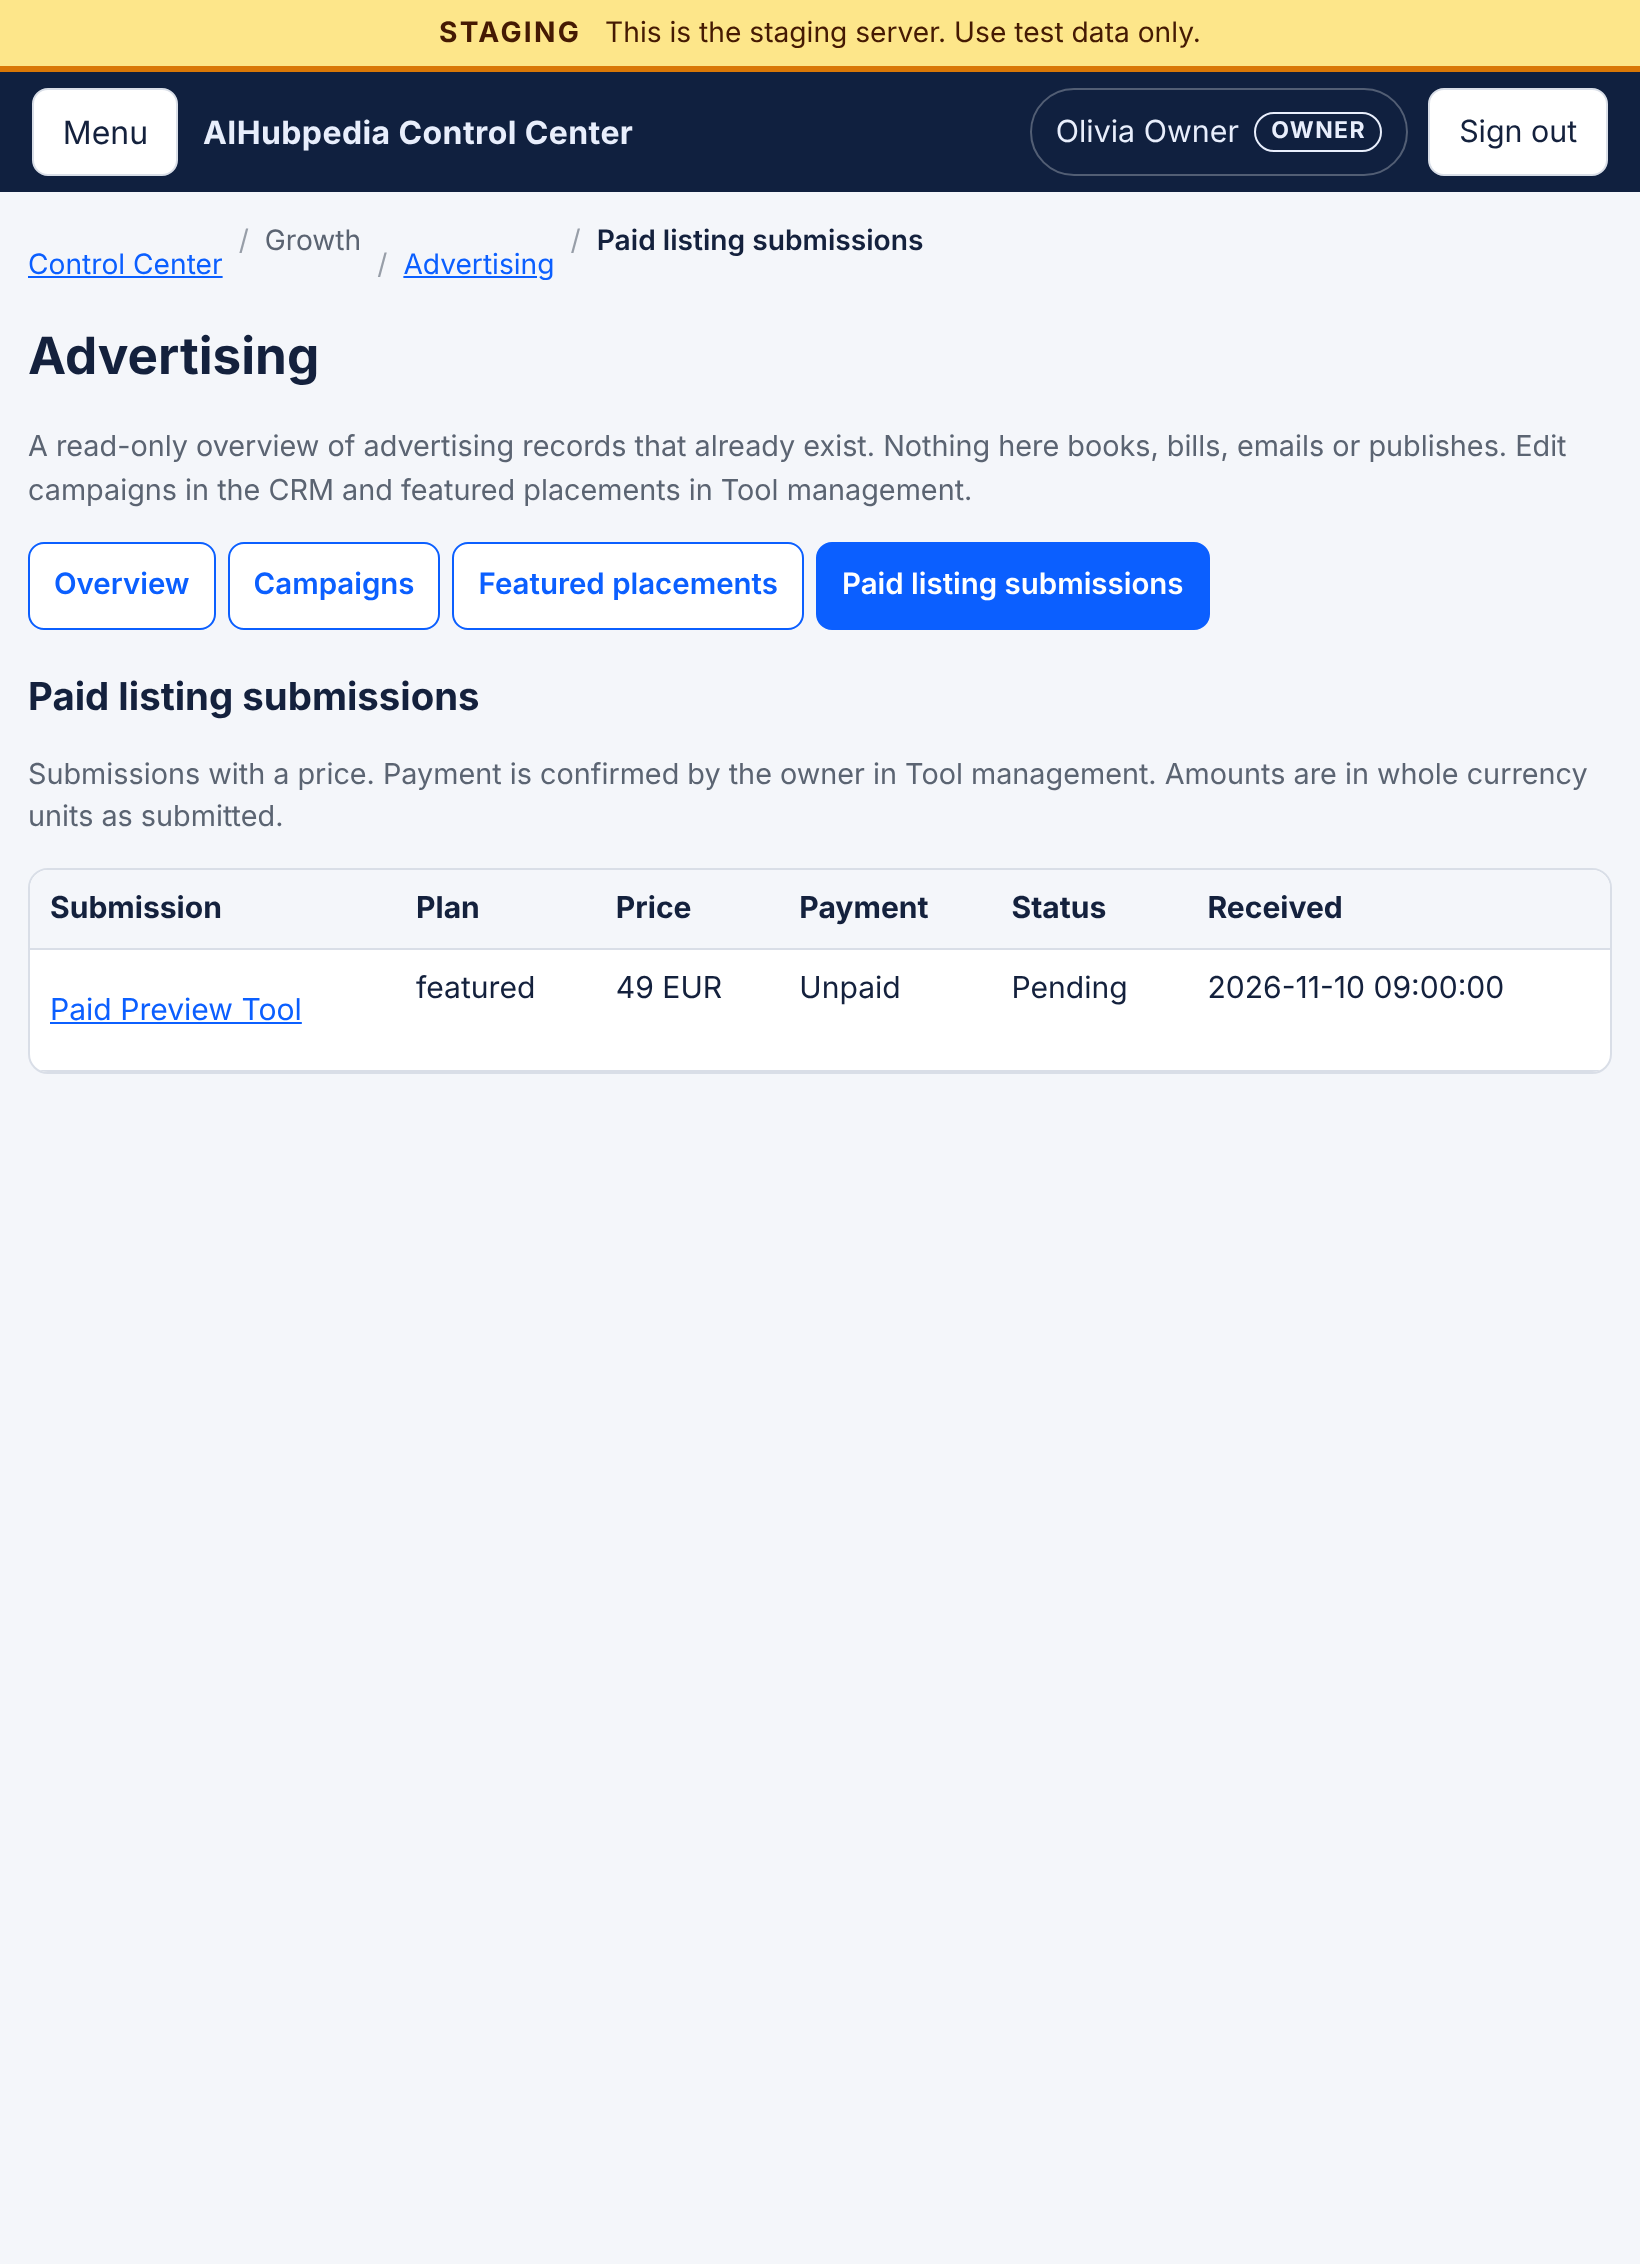 STAGING This is the staging server. Use test data only.
Menu AIHubpedia Control Center Olivia Owner OWNER Sign out
Control Center / Growth / Advertising / Paid listing submissions
Advertising
A read-only overview of advertising records that already exist. Nothing here books, bills, emails or publishes. Edit
campaigns in the CRM and featured placements in Tool management.
Overview Campaigns Featured placements Paid listing submissions
Paid listing submissions
Submissions with a price. Payment is confirmed by the owner in Tool management. Amounts are in whole currency
units as submitted.
Submission Plan Price Payment Status Received
Paid Preview Tool featured 49 EUR Unpaid Pending 2026-11-10 09:00:00